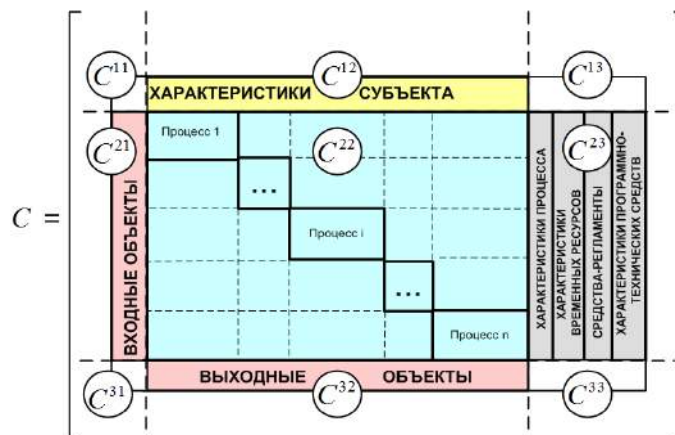 C¹¹ C¹² C¹³
ХАРАКТЕРИСТИКИ СУБЪЕКТА
C²¹ C²² C²³
Процесс 1
...
C =
Процесс i
...
Процесс n
ВХОДНЫЕ ОБЪЕКТЫ
ХАРАКТЕРИСТИКИ ПРОЦЕССА
ХАРАКТЕРИСТИКИ
ВРЕМЕННЫХ РЕСУРСОВ
СРЕДСТВА-РЕГЛАМЕНТЫ
ХАРАКТЕРИСТИКИ ПРОГРАММНО-
ТЕХНИЧЕСКИХ СРЕДСТВ
ВЫХОДНЫЕ ОБЪЕКТЫ
C³¹ C³² C³³